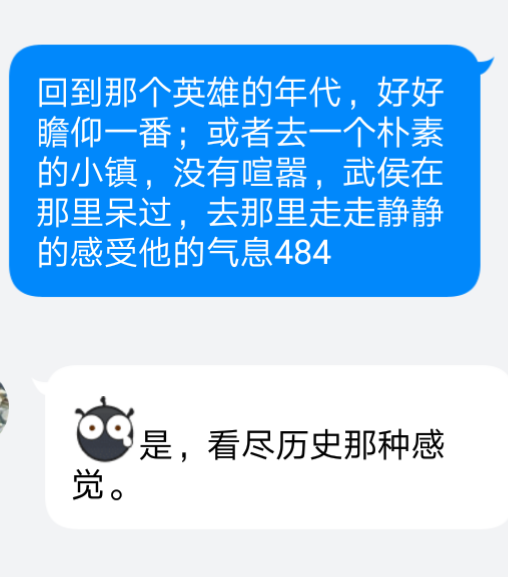 回到那个英雄的年代，好好
瞻仰一番；或者去一个朴素
的小镇，没有喧嚣，武侯在
那里呆过，去那里走走静静
的感受他的气息484
是，看尽历史那种感
觉。